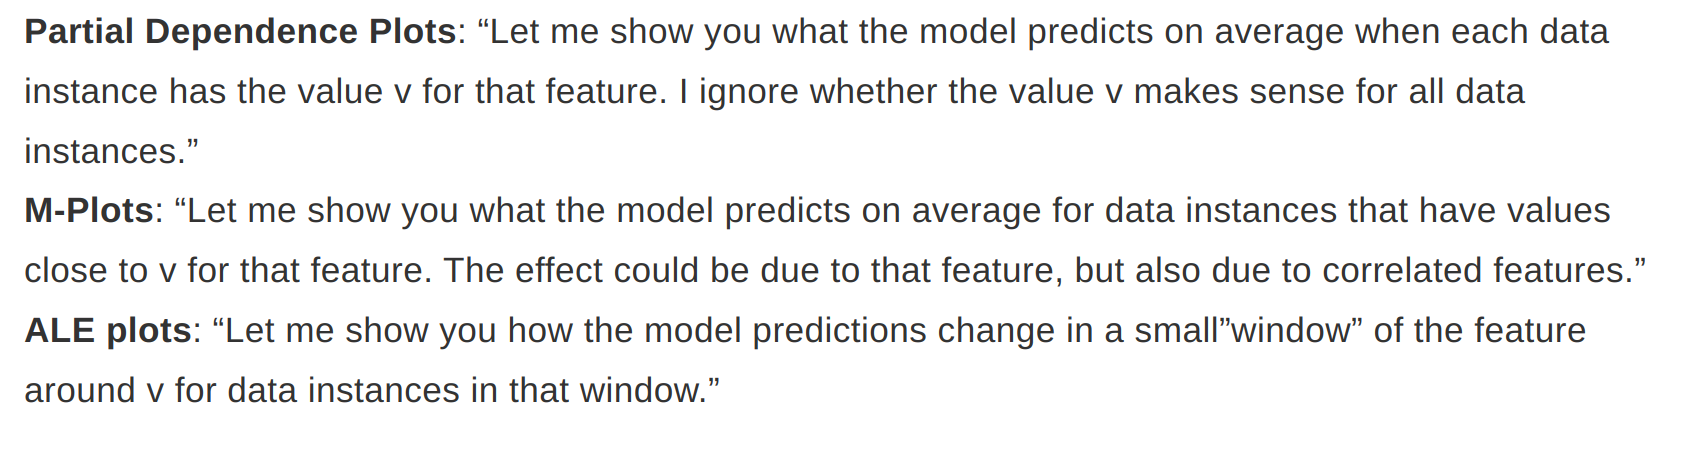 Partial Dependence Plots: “Let me show you what the model predicts on average when each data
instance has the value v for that feature. I ignore whether the value v makes sense for all data
instances.”
M-Plots: “Let me show you what the model predicts on average for data instances that have values
close to v for that feature. The effect could be due to that feature, but also due to correlated features.”
ALE plots: “Let me show you how the model predictions change in a small”window” of the feature
around v for data instances in that window.”